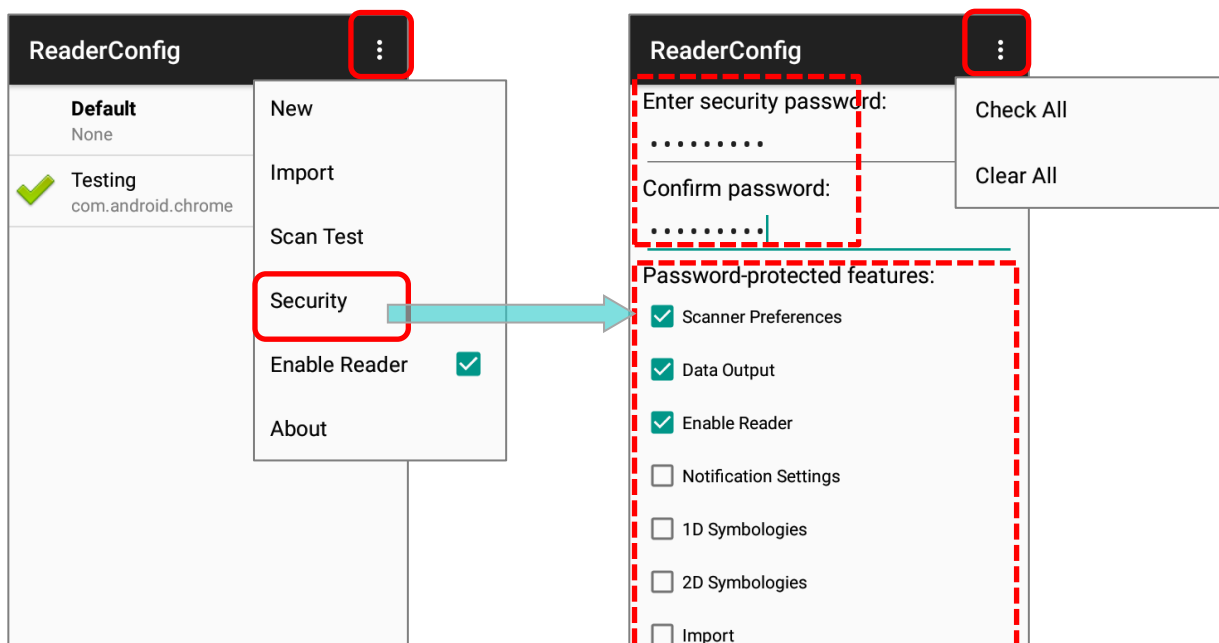 ReaderConfig
Default
None
Testing
com.android.chrome
New
Import
Scan Test
Security
Enable Reader
About
ReaderConfig
Enter security password:
.........
Confirm password:
.........
Check All
Clear All
Password-protected features:
Scanner Preferences
Data Output
Enable Reader
Notification Settings
1D Symbologies
2D Symbologies
Import